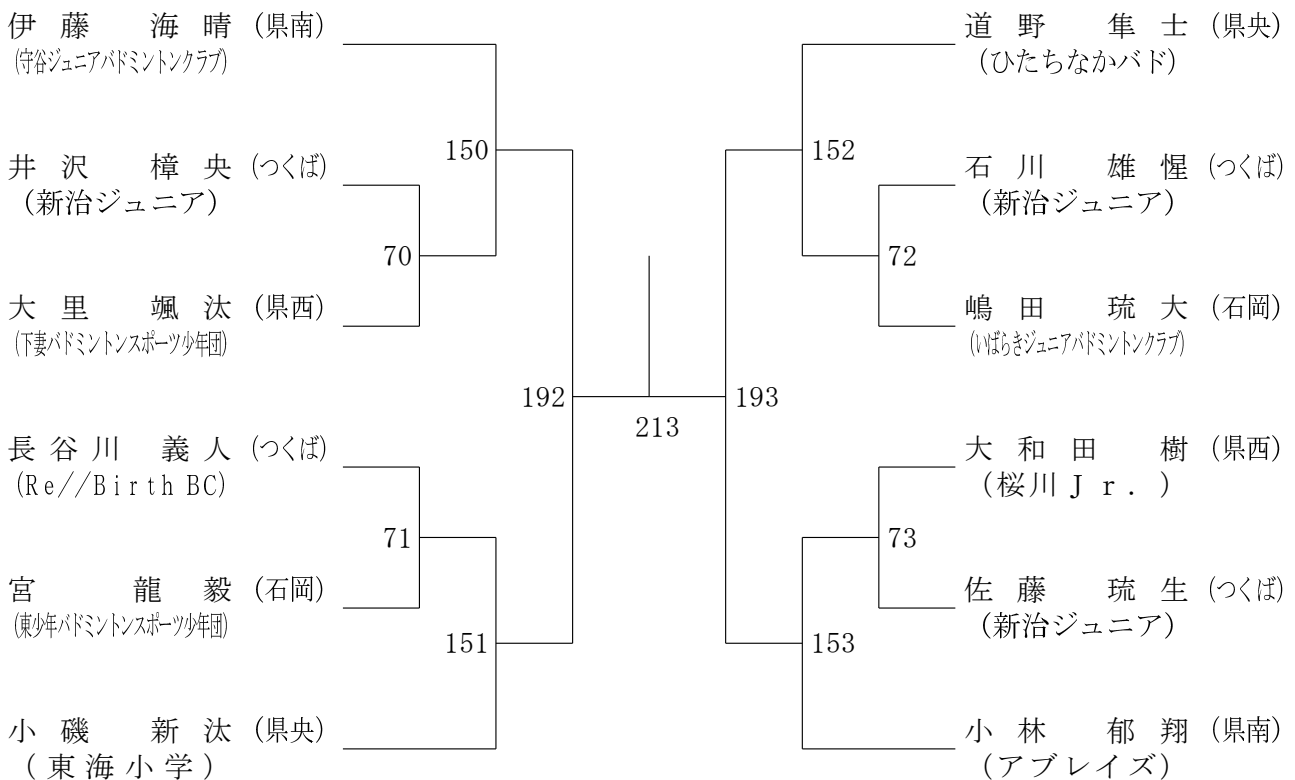 伊藤 海晴 (県南)
(守谷ジュニアバドミントンクラブ)
井沢 樟央 (つくば)
(新治ジュニア)
大里 颯汰 (県西)
(下妻バドミントンスポーツ少年団)
長谷川 義人 (つくば)
(Re//Birth BC)
宮 龍毅 (石岡)
(東少年バドミントンスポーツ少年団)
小磯 新汰 (県央)
(東海小学)
150
70
192
71
151
213
152
72
193
73
153
道野 隼士 (県央)
(ひたちなかバド)
石川 雄惺 (つくば)
(新治ジュニア)
嶋田 琉大 (石岡)
(いばらきジュニアバドミントンクラブ)
大和田 樹 (県西)
(桜川Jr.)
佐藤 琉生 (つくば)
(新治ジュニア)
小林 郁翔 (県南)
(アブレイズ)